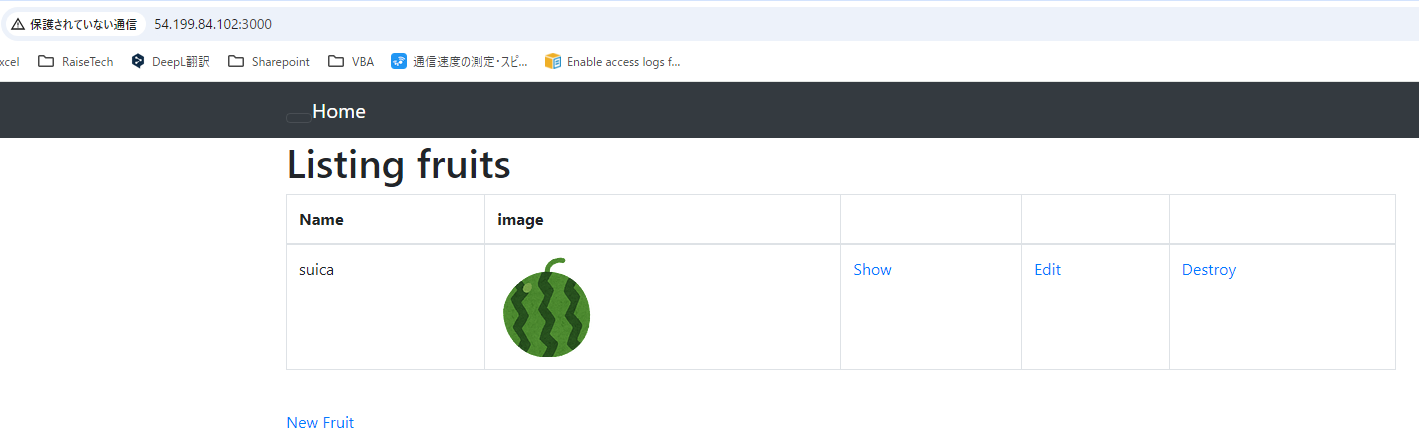 保護されていない通信 54.199.84.102:3000
xcel RaiseTech DeepL翻訳 Sharepoint VBA 通信速度の測定・スピ... Enable access logs f...
Home
Listing fruits
Name image
suica Show Edit Destroy
New Fruit